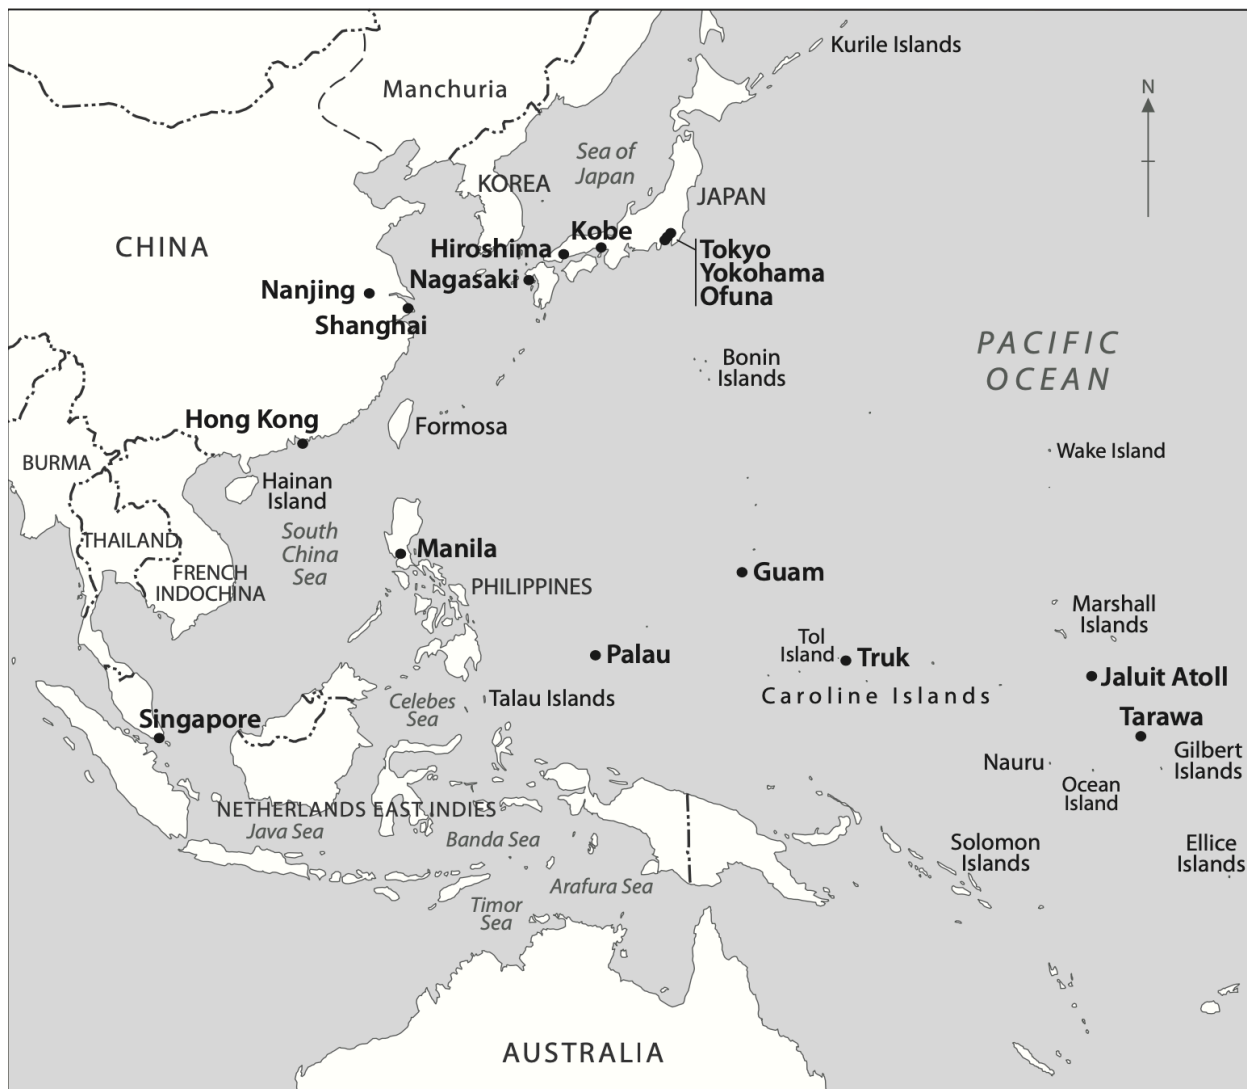 Kurile Islands
Manchuria
N
Sea of
Japan
KOREA
JAPAN
CHINA
Kobe
Hiroshima
Tokyo
Yokohama
Ofuna
Nagasaki
Nanjing
Shanghai
PACIFIC
OCEAN
Bonin
Islands
Hong Kong
Formosa
BURMA
Wake Island
Hainan
Island
South
China
Sea
THAILAND
Manila
FRENCH
INDOCHINA
PHILIPPINES
Guam
Marshall
Islands
Tol
Island
Truk
Palau
Jaluit Atoll
Caroline Islands
Talau Islands
Celebes
Sea
Singapore
Tarawa
Gilbert
Islands
Nauru
Ocean
Island
NETHERLANDS EAST INDIES
Java Sea
Banda Sea
Solomon
Islands
Ellice
Islands
Arafura Sea
Timor
Sea
AUSTRALIA